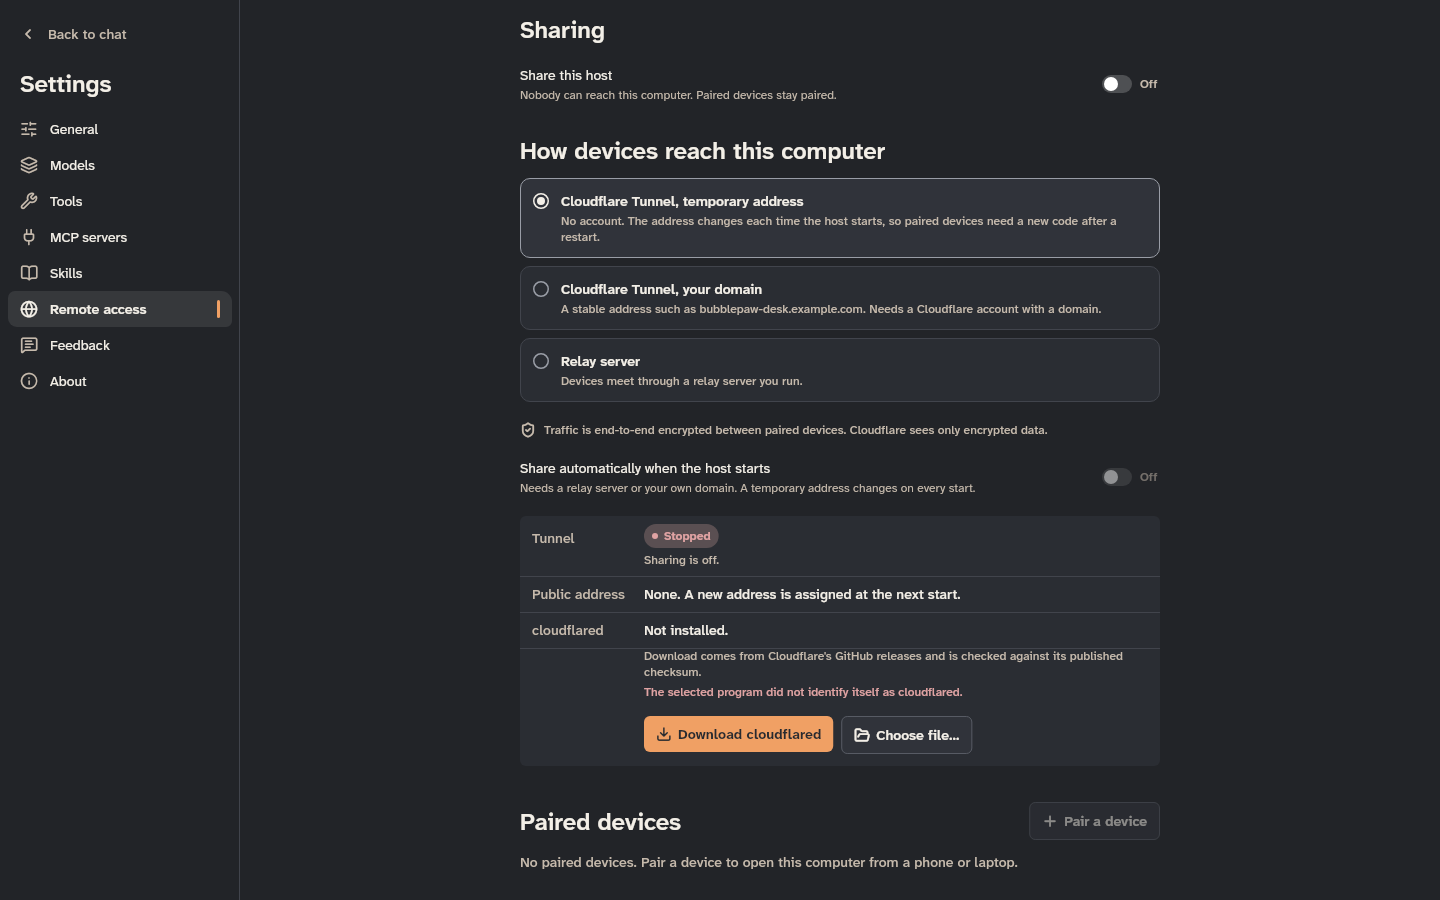 Back to chat
Settings
General
Models
Tools
MCP servers
Skills
Remote access
Feedback
About
Sharing
Share this host
Nobody can reach this computer. Paired devices stay paired.
Off
How devices reach this computer
Cloudflare Tunnel, temporary address
No account. The address changes each time the host starts, so paired devices need a new code after a
restart.
Cloudflare Tunnel, your domain
A stable address such as bubblepaw-desk.example.com. Needs a Cloudflare account with a domain.
Relay server
Devices meet through a relay server you run.
Traffic is end-to-end encrypted between paired devices. Cloudflare sees only encrypted data.
Share automatically when the host starts
Needs a relay server or your own domain. A temporary address changes on every start.
Off
Tunnel
Stopped
Sharing is off.
Public address
None. A new address is assigned at the next start.
cloudflared
Not installed.
Download comes from Cloudflare's GitHub releases and is checked against its published
checksum.
The selected program did not identify itself as cloudflared.
Download cloudflared
Choose file...
Paired devices
Pair a device
No paired devices. Pair a device to open this computer from a phone or laptop.